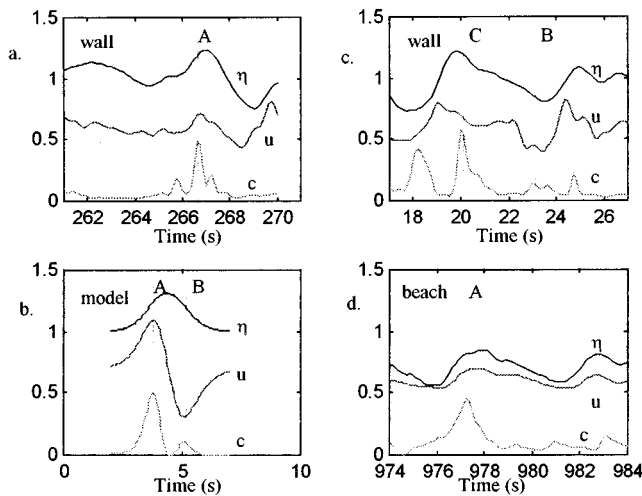 a.
1.5
wall
A
1
η
0.5
u
c
0
262 264 266 268 270
Time (s)
c.
1.5
wall
C
B
1
η
0.5
u
c
0
18 20 22 24 26
Time (s)
b.
1.5
model
A
B
1
η
0.5
u
c
0
0 5 10
Time (s)
d.
1.5
beach
A
1
η
0.5
u
c
0
974 976 978 980 982 984
Time (s)